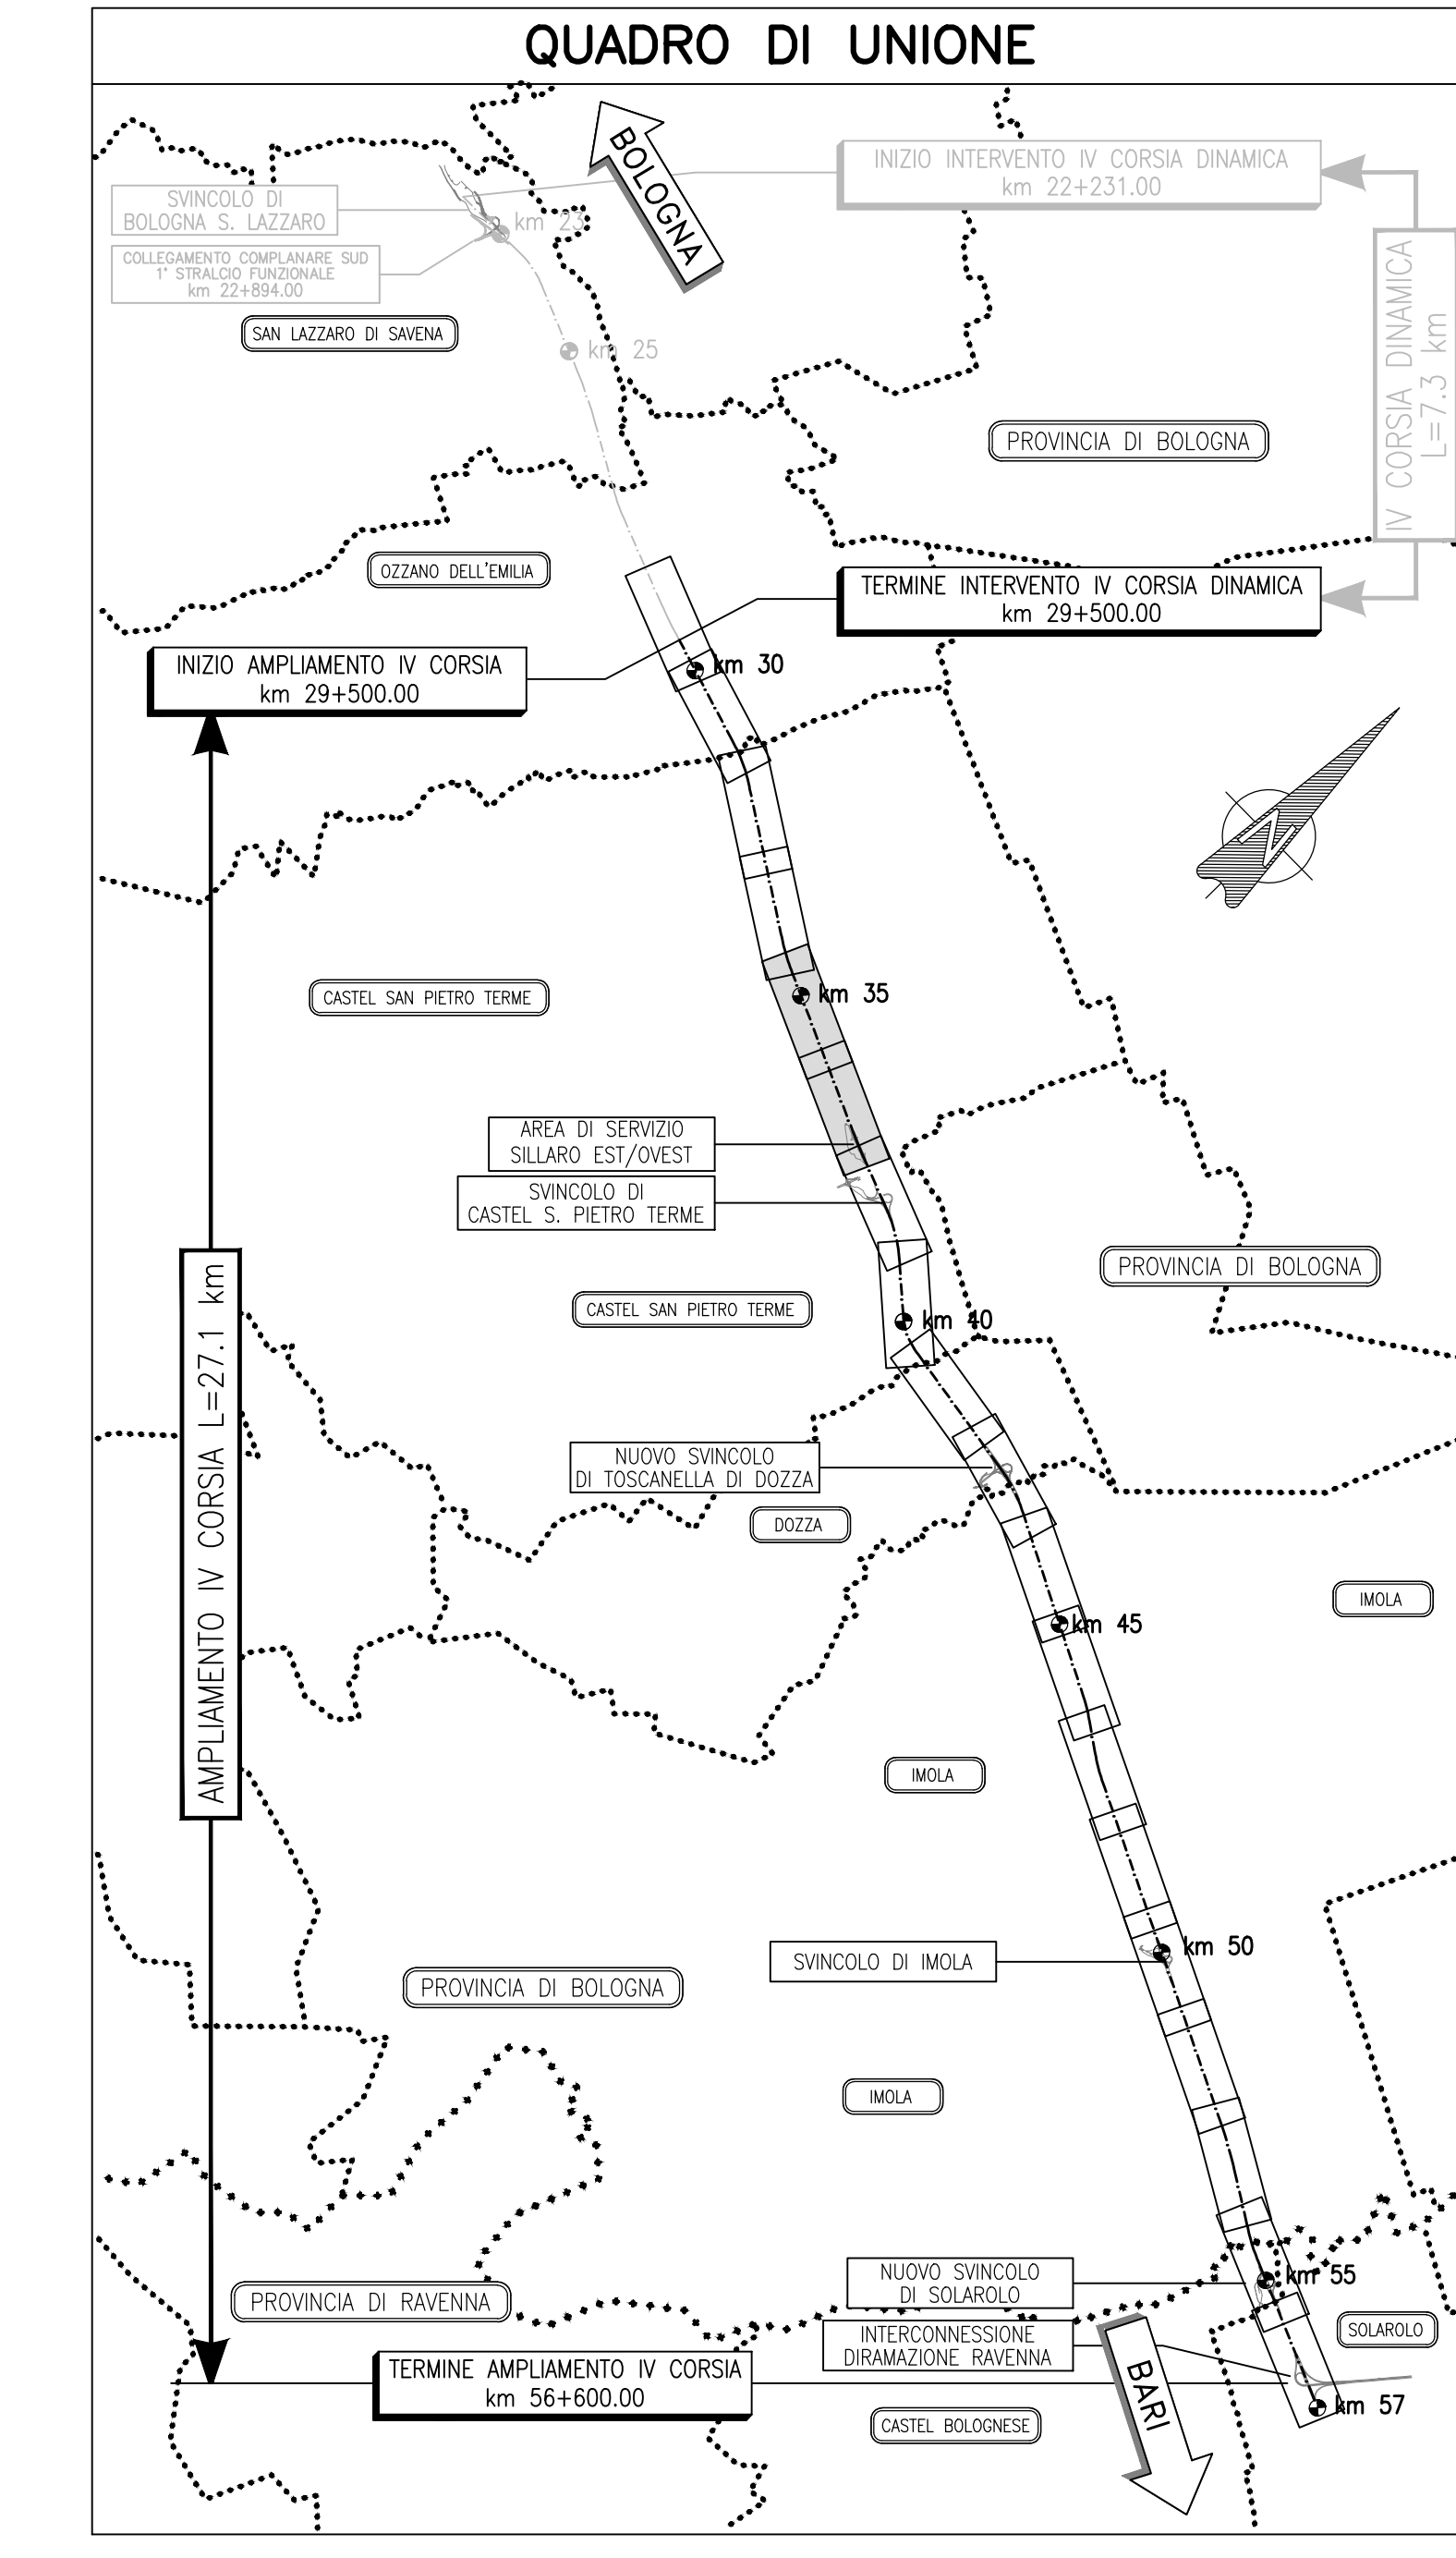 QUADRO DI UNIONE
BOLOGNA
INIZIO INTERVENTO IV CORSIA DINAMICA
km 22+231.00
SVINCOLO DI
BOLOGNA S. LAZZARO
km 23
COLLEGAMENTO COMPLANARE SUD
1° STRALCIO FUNZIONALE
km 22+894.00
SAN LAZZARO DI SAVENA
km 25
IV CORSIA DINAMICA
L=7.3 km
PROVINCIA DI BOLOGNA
OZZANO DELL'EMILIA
TERMINE INTERVENTO IV CORSIA DINAMICA
km 29+500.00
INIZIO AMPLIAMENTO IV CORSIA
km 29+500.00
km 30
N
CASTEL SAN PIETRO TERME
km 35
AREA DI SERVIZIO
SILLARO EST/OVEST
SVINCOLO DI
CASTEL S. PIETRO TERME
PROVINCIA DI BOLOGNA
CASTEL SAN PIETRO TERME
km 40
AMPLIAMENTO IV CORSIA L=27.1 km
NUOVO SVINCOLO
DI TOSCANELLA DI DOZZA
DOZZA
IMOLA
km 45
IMOLA
km 50
SVINCOLO DI IMOLA
PROVINCIA DI BOLOGNA
IMOLA
NUOVO SVINCOLO
DI SOLAROLO
km 55
PROVINCIA DI RAVENNA
SOLAROLO
INTERCONNESSIONE
DIRAMAZIONE RAVENNA
TERMINE AMPLIAMENTO IV CORSIA
km 56+600.00
BARI
km 57
CASTEL BOLOGNESE